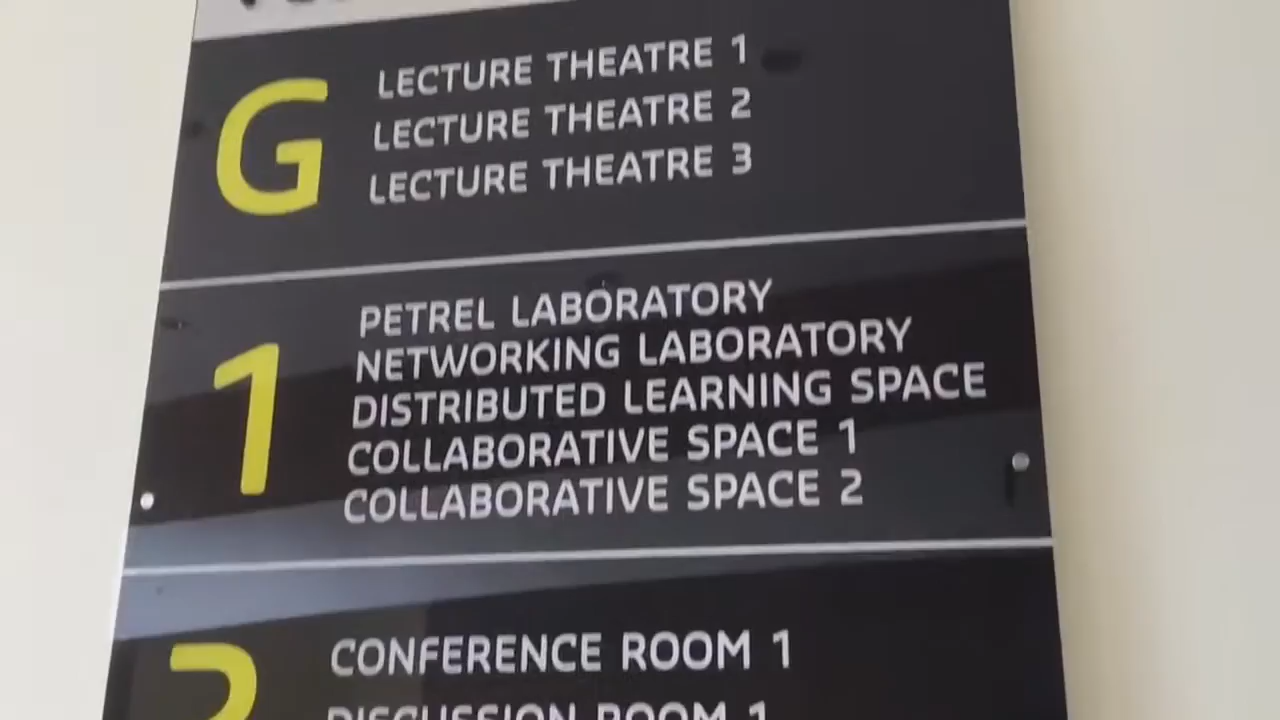 G
LECTURE THEATRE 1
LECTURE THEATRE 2
LECTURE THEATRE 3
1
PETREL LABORATORY
NETWORKING LABORATORY
DISTRIBUTED LEARNING SPACE
COLLABORATIVE SPACE 1
COLLABORATIVE SPACE 2
2
CONFERENCE ROOM 1
DISCUSSION ROOM 1